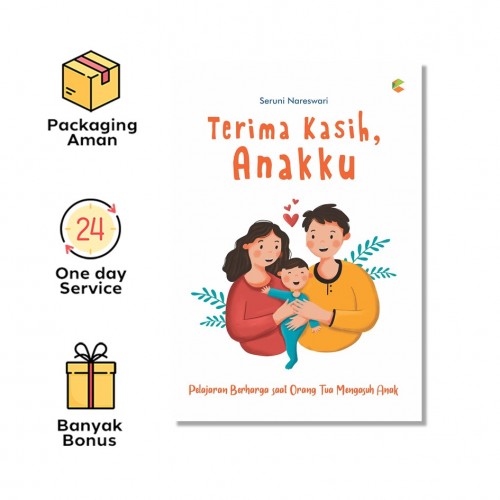 Packaging
Aman
24
One day
Service
Banyak
Bonus
Seruni Nareswari
Terima Kasih,
Anakku
Pelajaran Berharga saat Orang Tua Mengasuh Anak